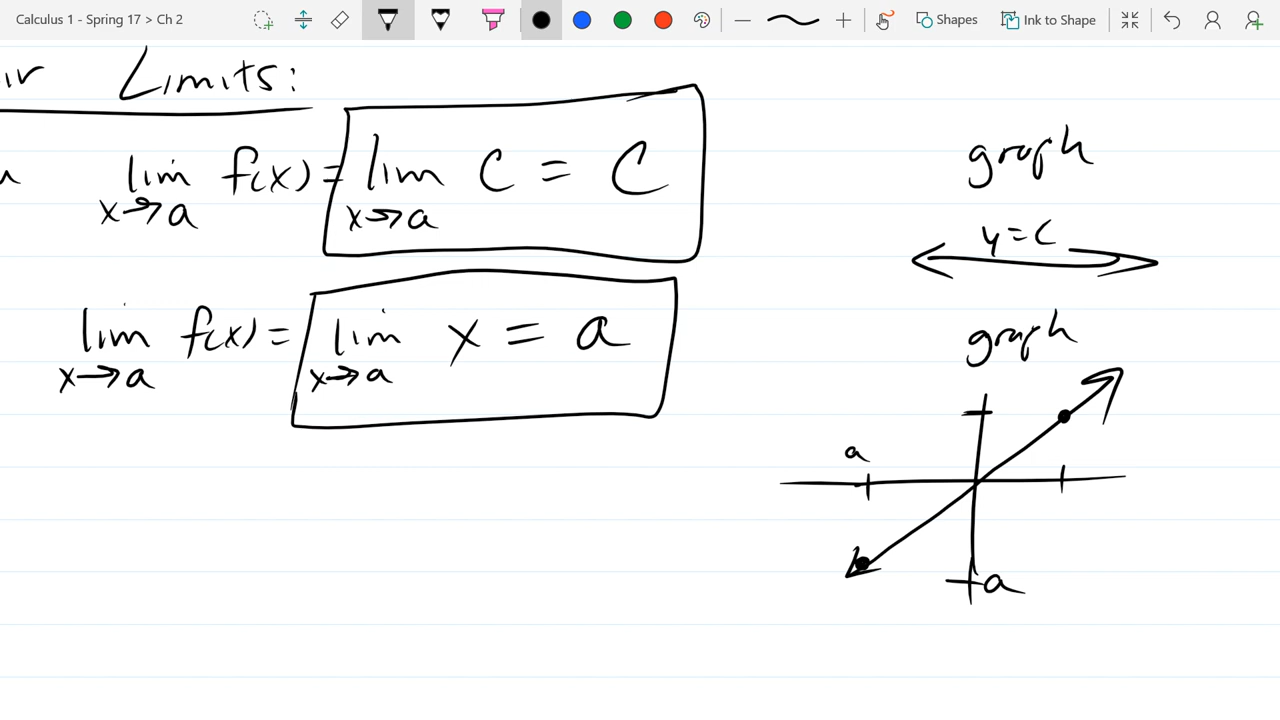 Calculus 1 - Spring 17 > Ch 2
Shapes
Ink to Shape
Limits:
lim f(x) = lim C = C
x→a x→a
graph
y = C
lim f(x) = lim x = a
x→a x→a
graph
a
a